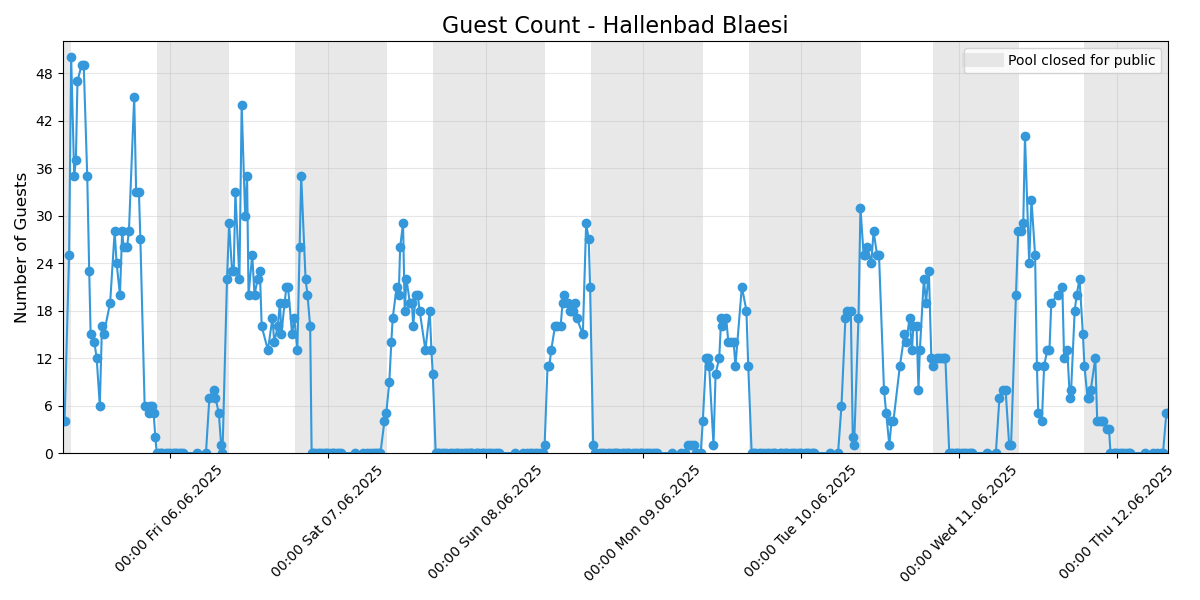 Guest Count - Hallenbad Blaesi
Pool closed for public
Number of Guests
48
42
36
30
24
18
12
6
0
00:00 Fri 06.06.2025
00:00 Sat 07.06.2025
00:00 Sun 08.06.2025
00:00 Mon 09.06.2025
00:00 Tue 10.06.2025
00:00 Wed 11.06.2025
00:00 Thu 12.06.2025